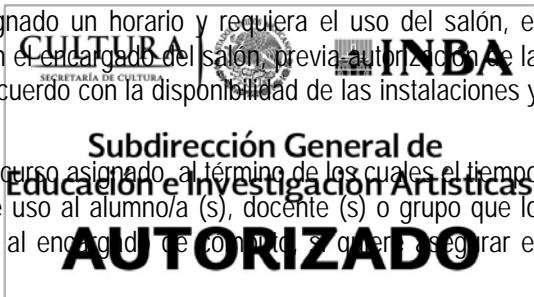 gnado un horario y requiera el uso del salón, e
CULTURA
SECRETARÍA DE CULTURA
INBA
n el encargado del salón, previa autorización de la
cuerdo con la disponibilidad de las instalaciones y
Subdirección General de
curso asignado, al término de los cuales el tiempo
Educación e Investigación Artísticas
e uso al alumno/a (s), docente (s) o grupo que lo
al encargado de cómputo, si quiere asegurar e
AUTORIZADO